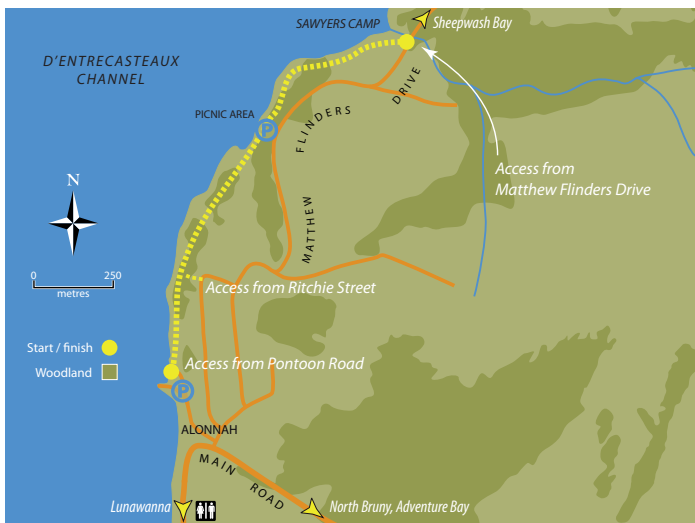 SAWYERS CAMP
Sheepwash Bay
D'ENTRECASTEAUX
CHANNEL
PICNIC AREA
P
MATTHEW FLINDERS DRIVE
Access from
Matthew Flinders Drive
N
0 250
metres
Access from Ritchie Street
Start / finish
Access from Pontoon Road
Woodland
P
ALONNAH
MAIN ROAD
Lunawanna
North Bruny, Adventure Bay